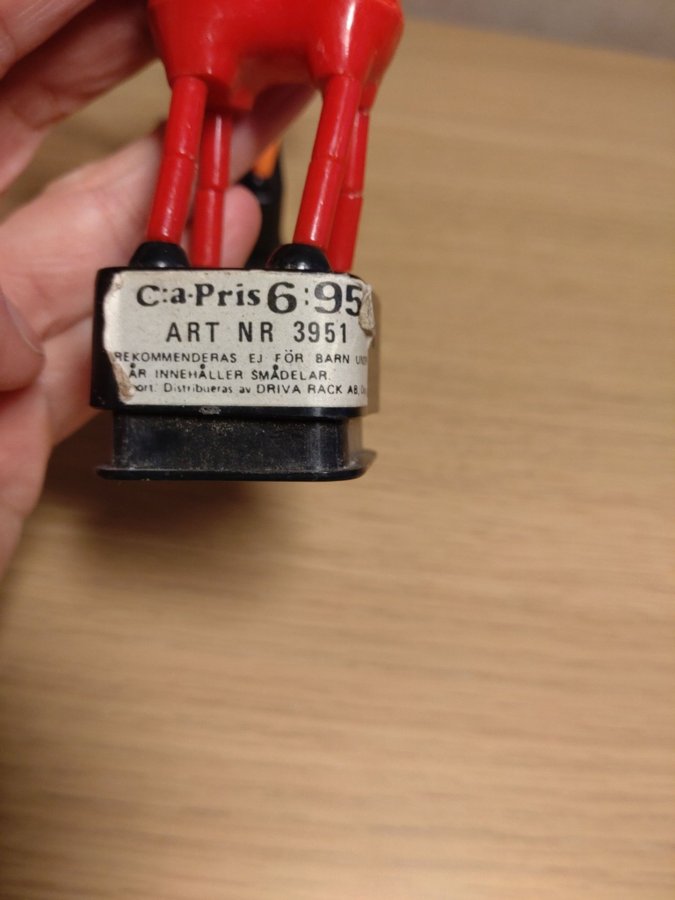 C:a-Pris 6:95
ART NR 3951
REKOMMENDERAS EJ FÖR BARN
ÅR INNEHÅLLER SMÅDELAR.
Distribueras av DRIVA RACK AB,